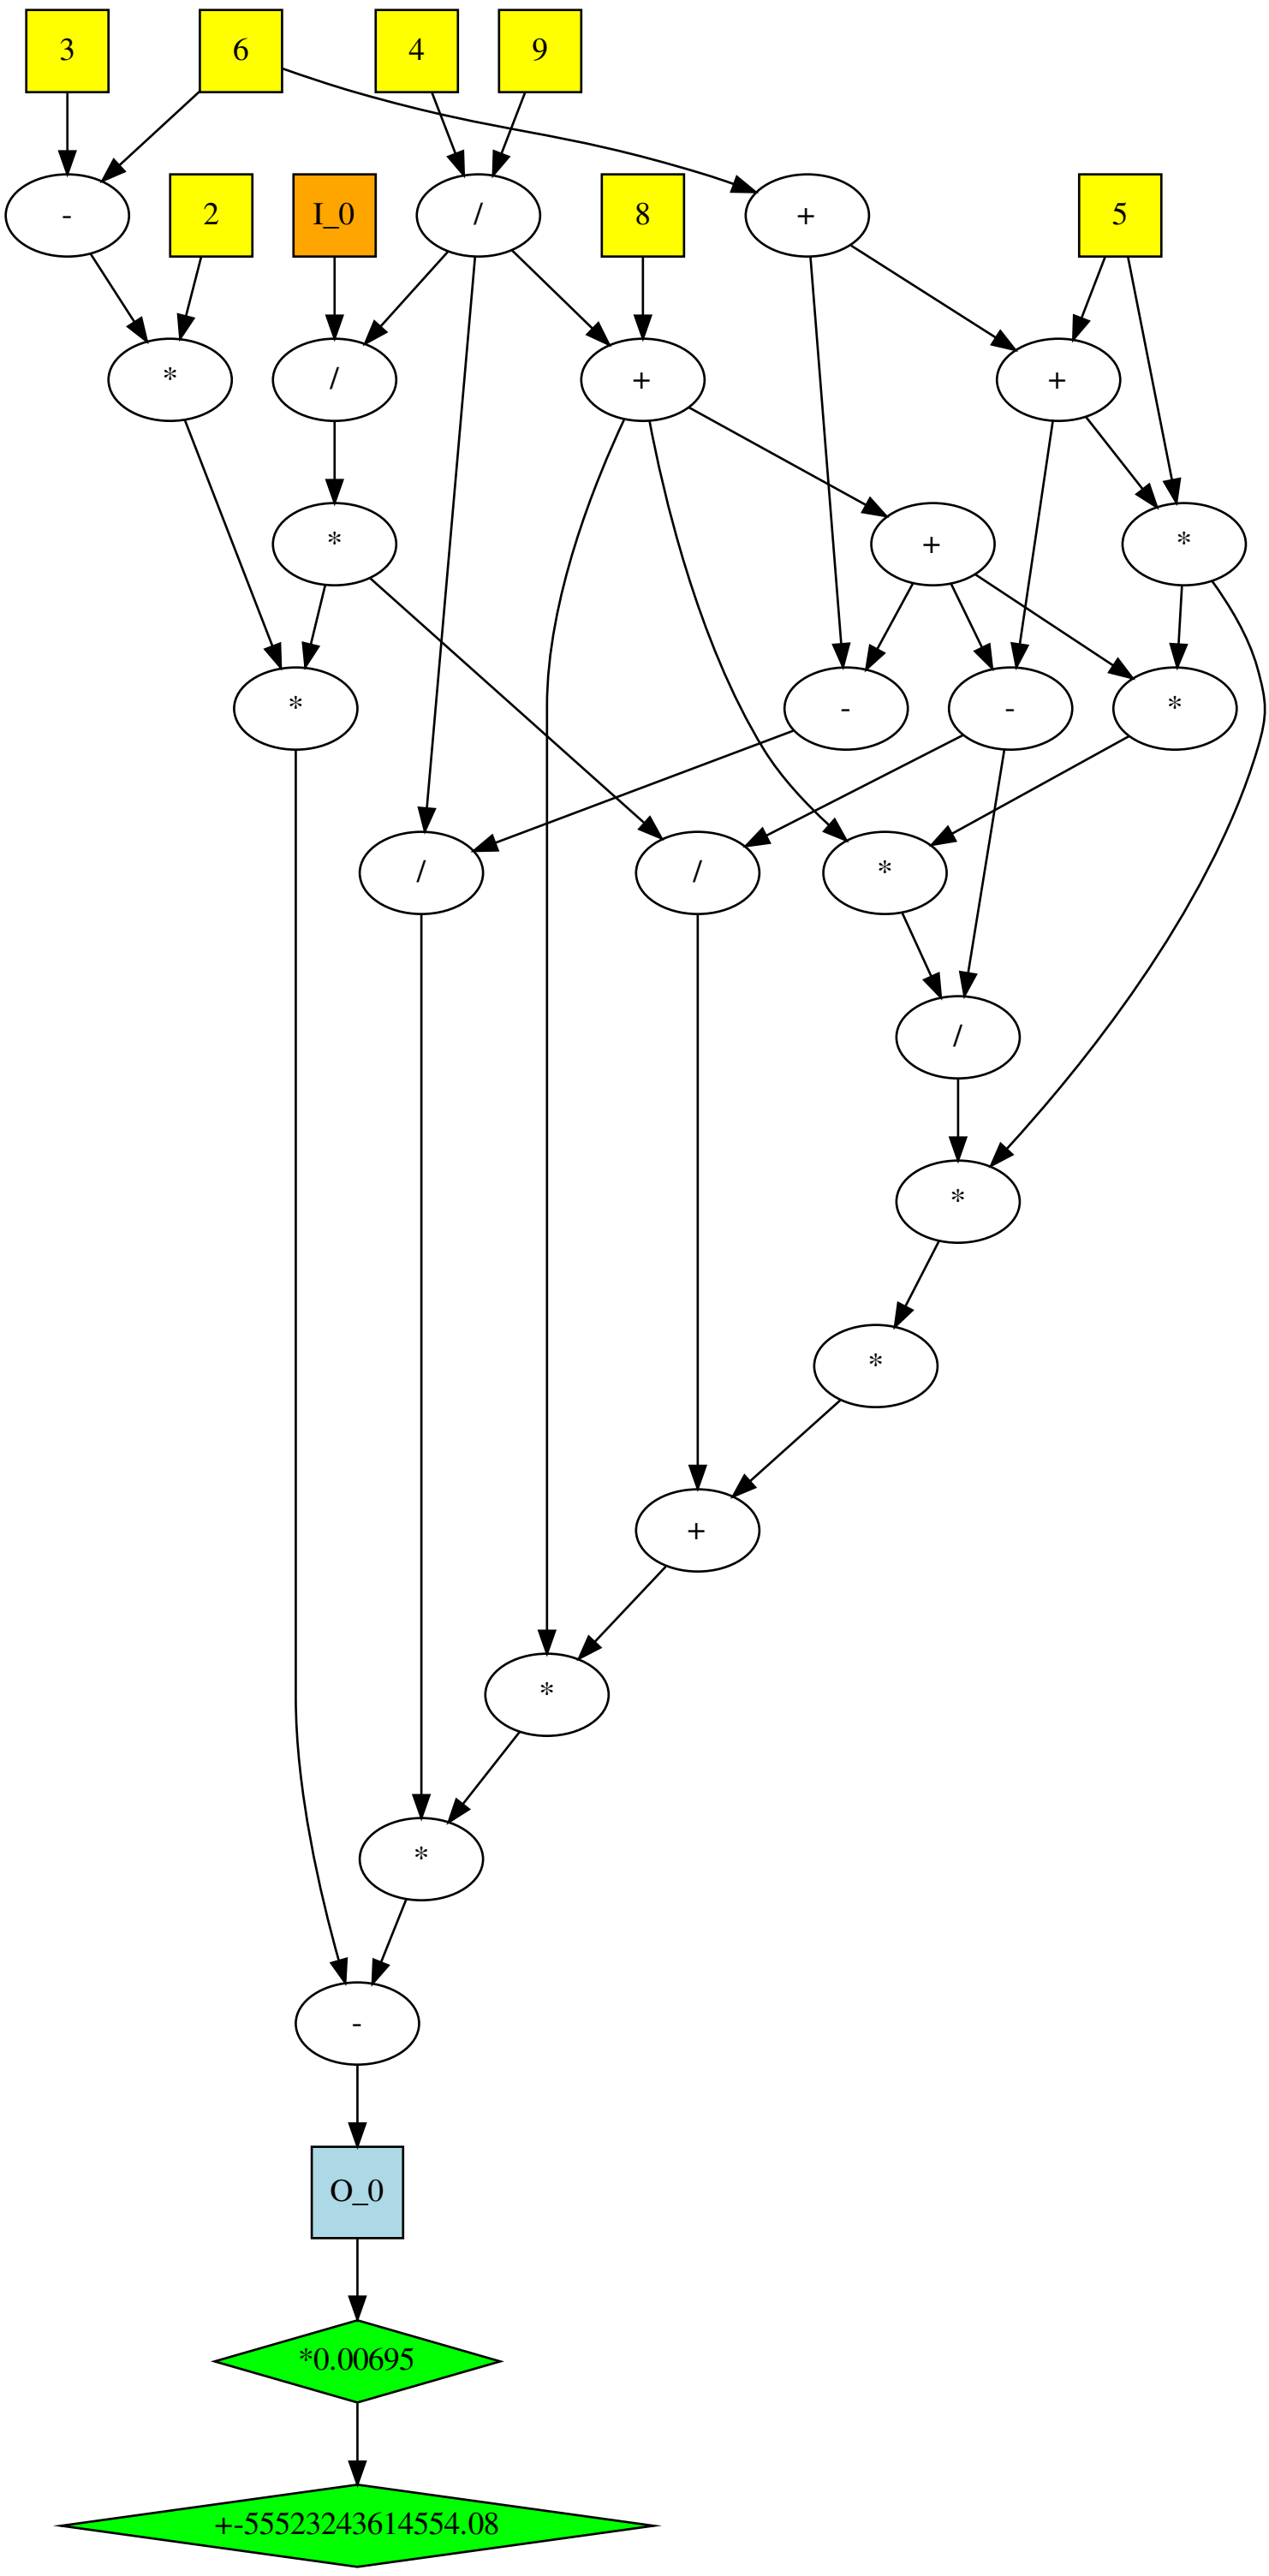 3 6 4 9
- 2 I_0 / 8 + 5
* / + +
* + *
* - - *
/ / *
/
*
*
+
*
*
-
O_0
*0.00695
+-55523243614554.08